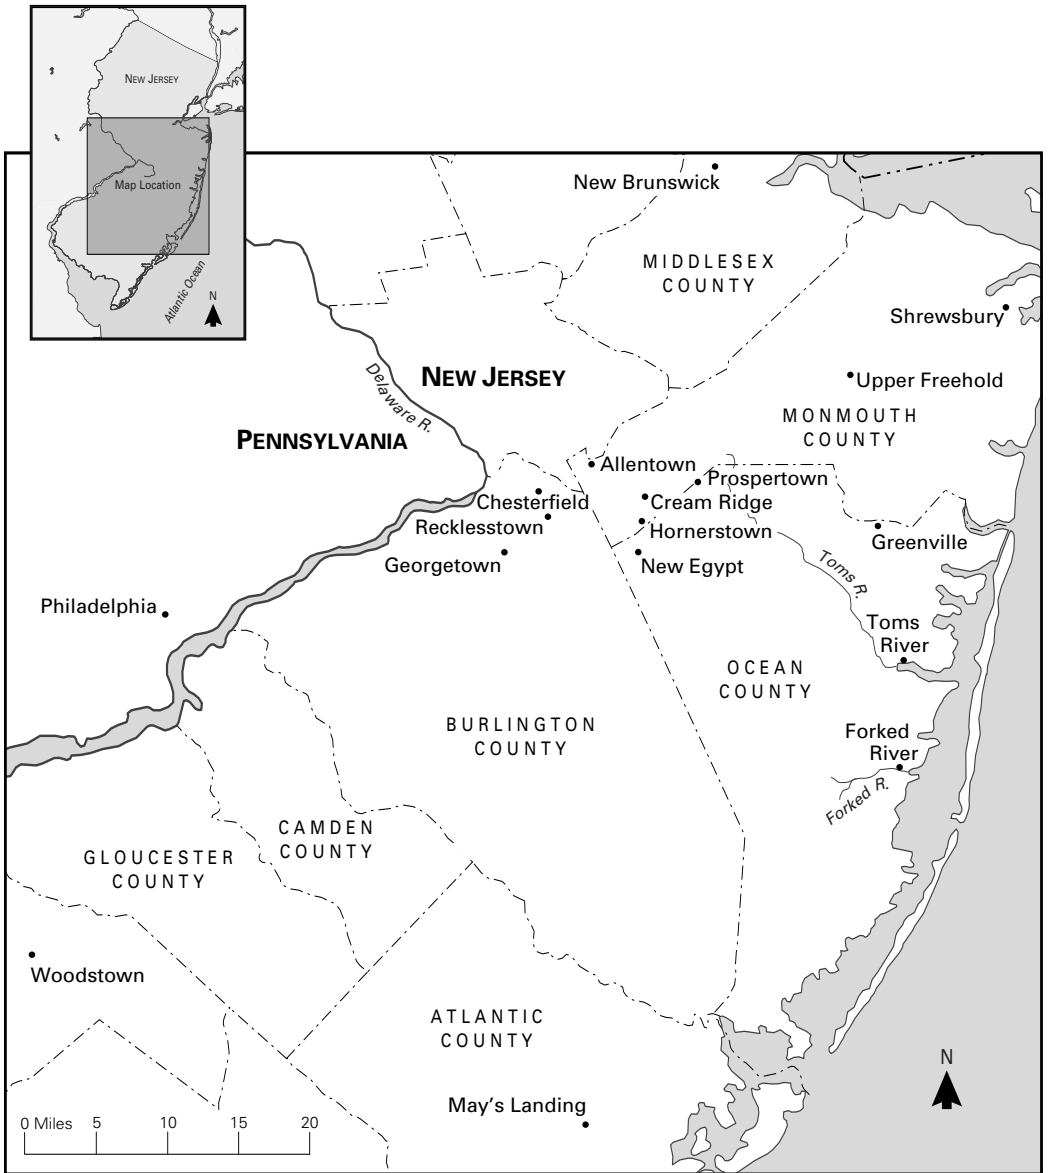 NEW JERSEY
Map Location
Atlantic Ocean
N
New Brunswick
MIDDLESEX
COUNTY
Shrewsbury
Delaware R.
NEW JERSEY
Upper Freehold
PENNSYLVANIA
MONMOUTH
COUNTY
Allentown
Prospertown
Chesterfield
Cream Ridge
Recklesstown
Hornerstown
Greenville
Georgetown
New Egypt
Toms R.
Philadelphia
Toms
River
OCEAN
COUNTY
BURLINGTON
COUNTY
Forked
River
Forked R.
CAMDEN
COUNTY
GLOUCESTER
COUNTY
Woodstown
ATLANTIC
COUNTY
N
May's Landing
0 Miles 5 10 15 20